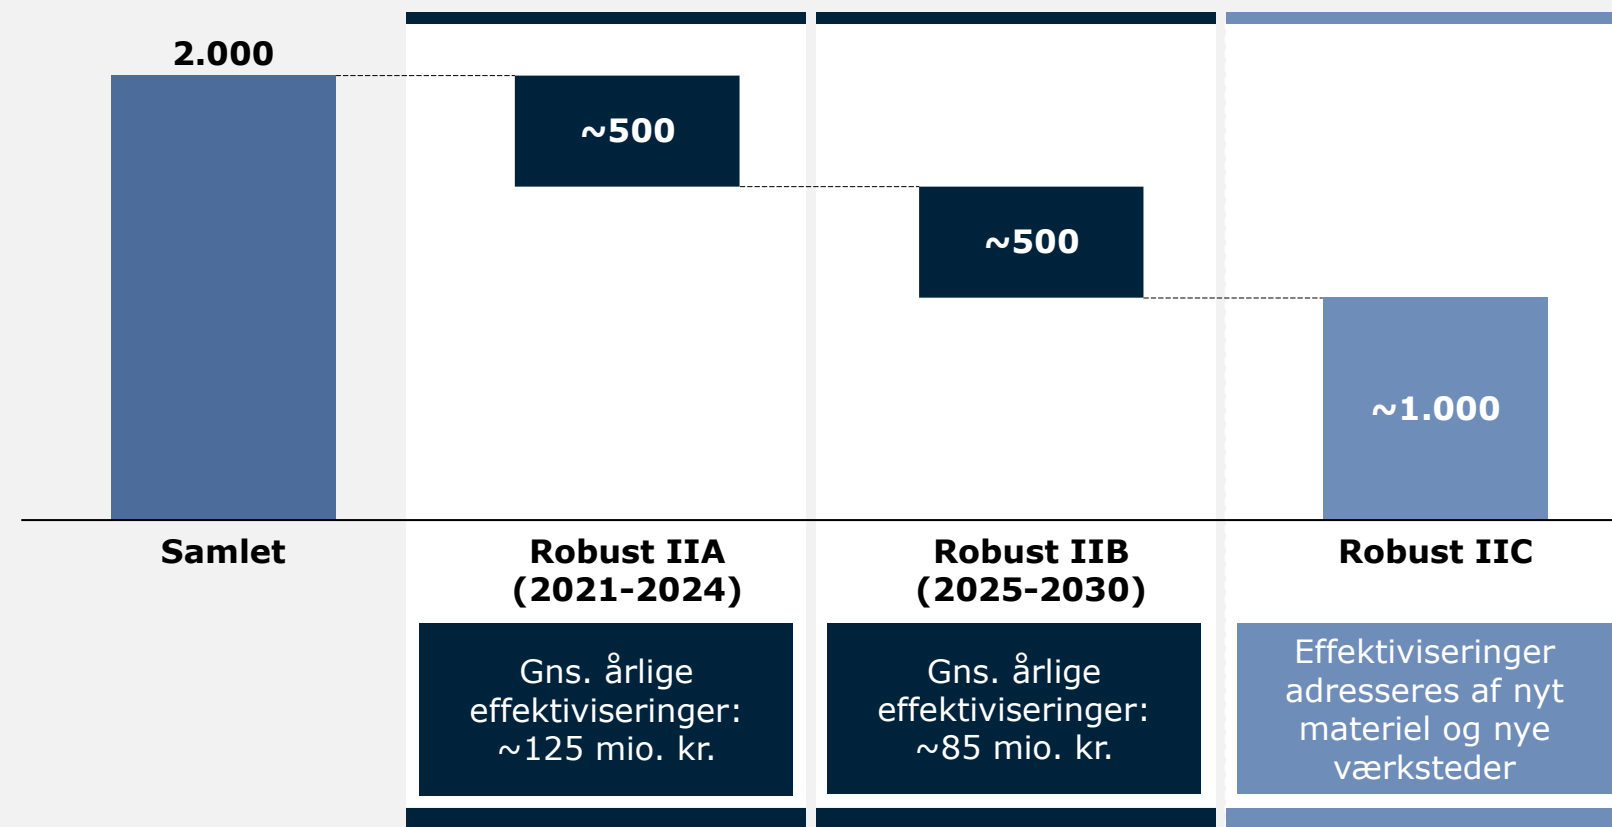 2.000
~500
~500
~1.000
Samlet
Robust IIA
(2021-2024)
Robust IIB
(2025-2030)
Robust IIC
Gns. årlige
effektiviseringer:
~125 mio. kr.
Gns. årlige
effektiviseringer:
~85 mio. kr.
Effektiviseringer
adresseres af nyt
materiel og nye
værksteder